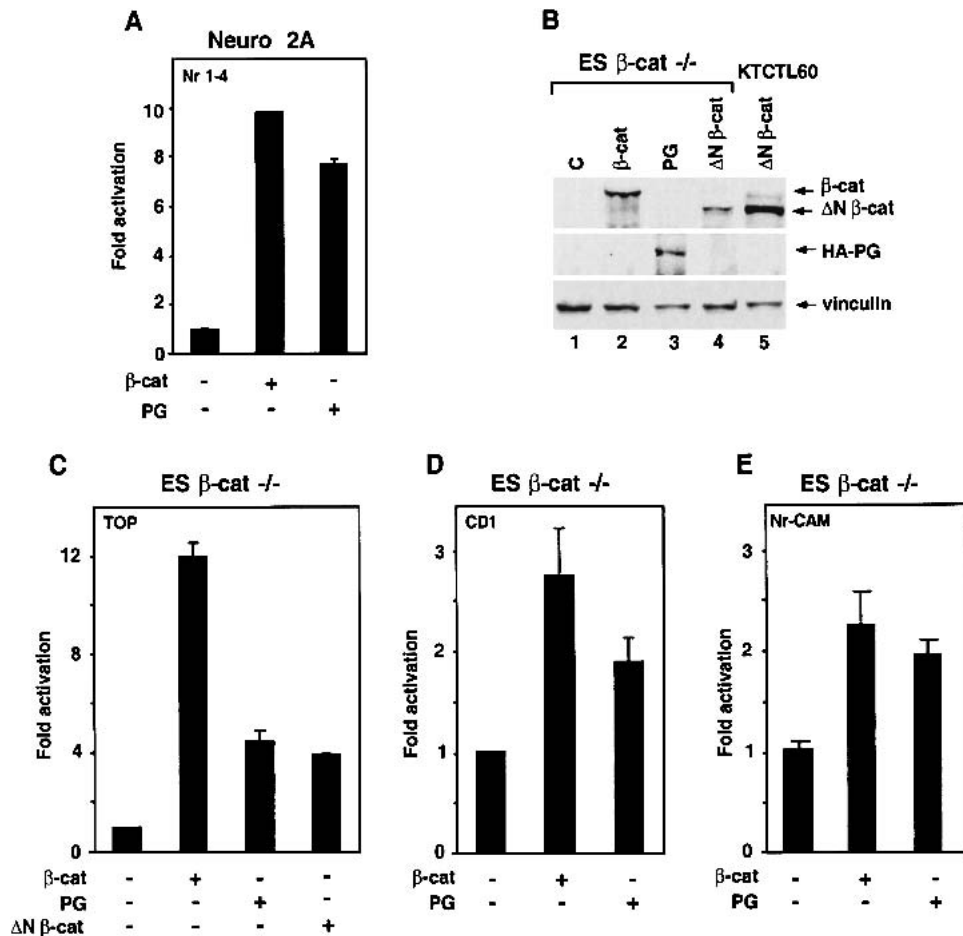 A
Neuro 2A
Nr 1-4
Fold activation
10
8
6
4
2
0
β-cat - + -
PG - - +
B
ES β-cat -/- KTCTL60
C β-cat PG ΔN β-cat ΔN β-cat
β-cat
ΔN β-cat
HA-PG
vinculin
1 2 3 4 5
C
ES β-cat -/-
TOP
Fold activation
12
8
4
0
β-cat - + - -
PG - - + -
ΔN β-cat - - - +
D
ES β-cat -/-
CD1
Fold activation
3
2
1
0
β-cat - + -
PG - - +
E
ES β-cat -/-
Nr-CAM
Fold activation
3
2
1
0
β-cat - + -
PG - - +